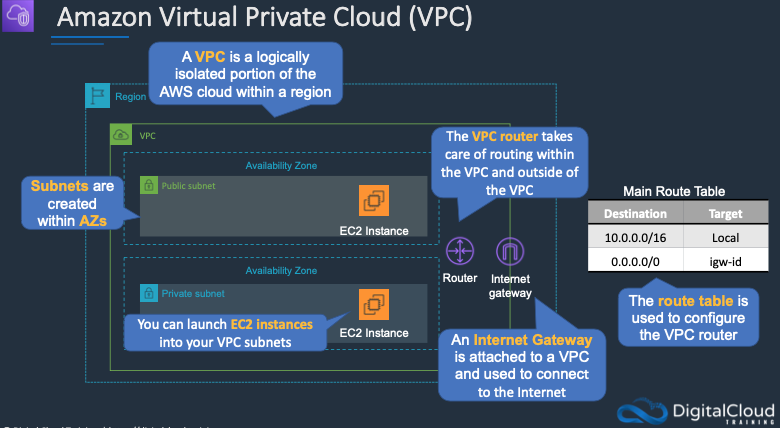 Amazon Virtual Private Cloud (VPC)
A VPC is a logically
isolated portion of the
AWS cloud within a region
Region
VPC
The VPC router takes
care of routing within
the VPC and outside of
the VPC
Availability Zone
Public subnet
Subnets are
created
within AZs
EC2 Instance
Main Route Table
Destination Target
10.0.0.0/16 Local
0.0.0.0/0 igw-id
Router
Internet
gateway
Availability Zone
Private subnet
The route table is
used to configure
the VPC router
You can launch EC2 instances
into your VPC subnets
EC2 Instance
An Internet Gateway
is attached to a VPC
and used to connect
to the Internet
DigitalCloud
TRAINING